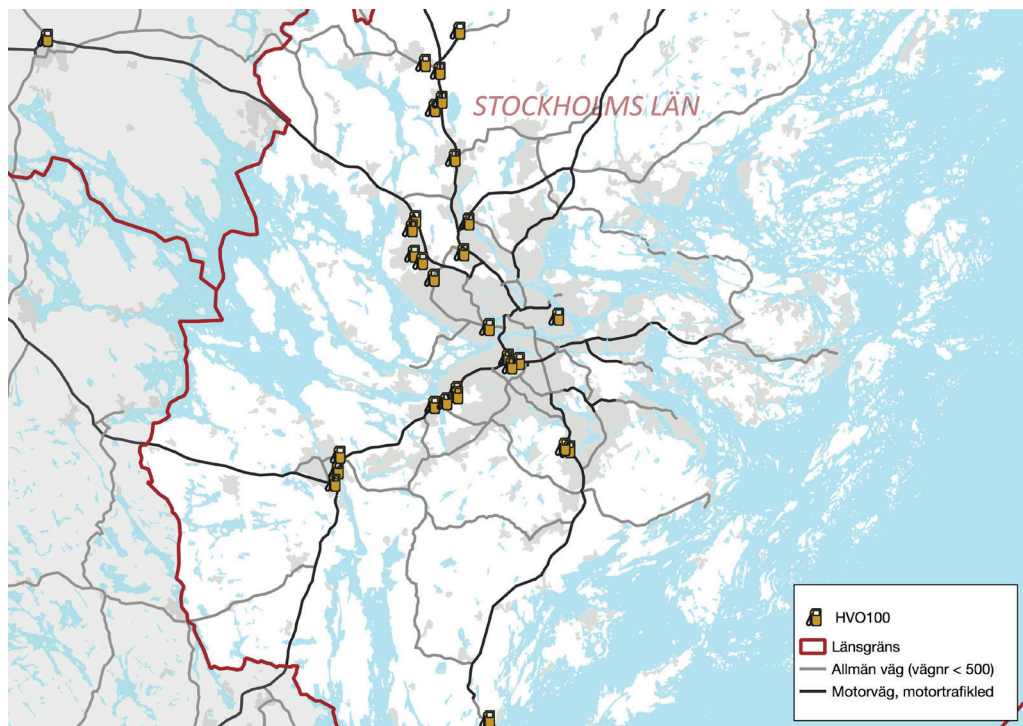 STOCKHOLMS LÄN
HVO100
Länsgräns
Allmän väg (vägnr < 500)
Motorväg, motortrafikled